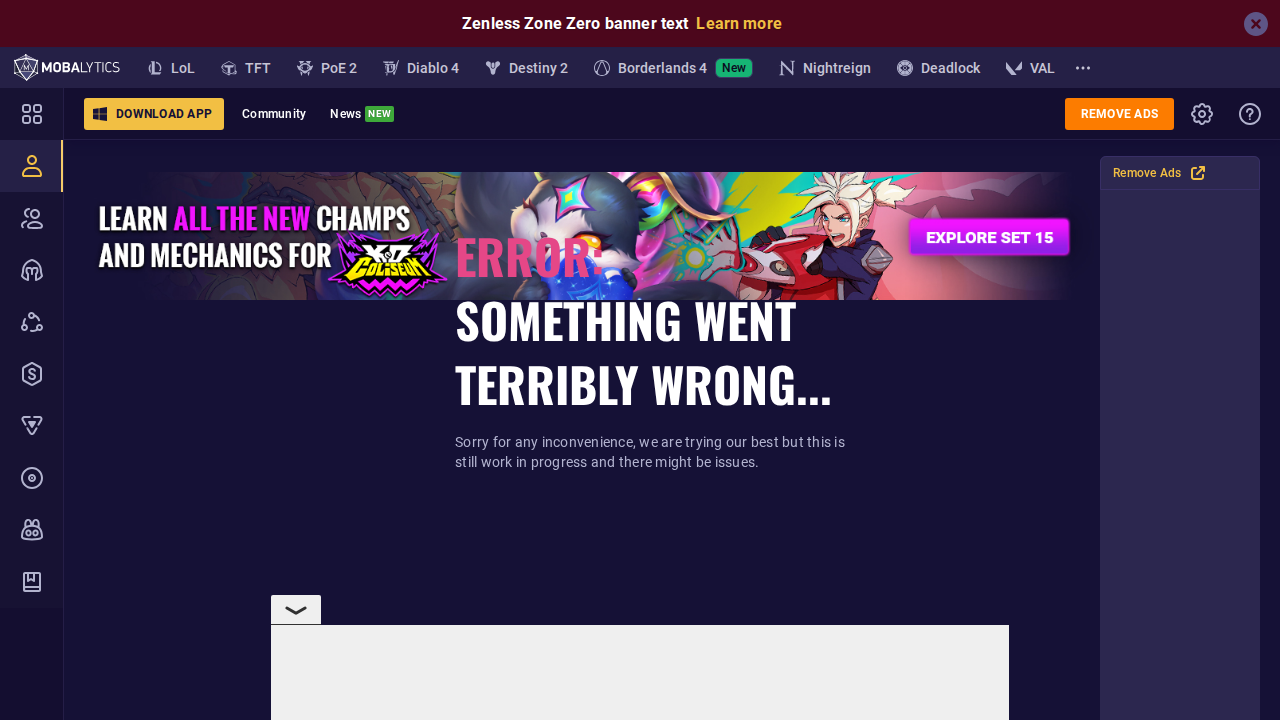 Zenless Zone Zero banner text Learn more
MOBALYTICS
LoL
TFT
PoE 2
Diablo 4
Destiny 2
Borderlands 4 New
Nightreign
Deadlock
VAL
DOWNLOAD APP
Community
News NEW
REMOVE ADS
Remove Ads
LEARN ALL THE NEW CHAMPS
AND MECHANICS FOR
K.O.
COLISEUM
EXPLORE SET 15
ERROR:
SOMETHING WENT
TERRIBLY WRONG...
Sorry for any inconvenience, we are trying our best but this is
still work in progress and there might be issues.